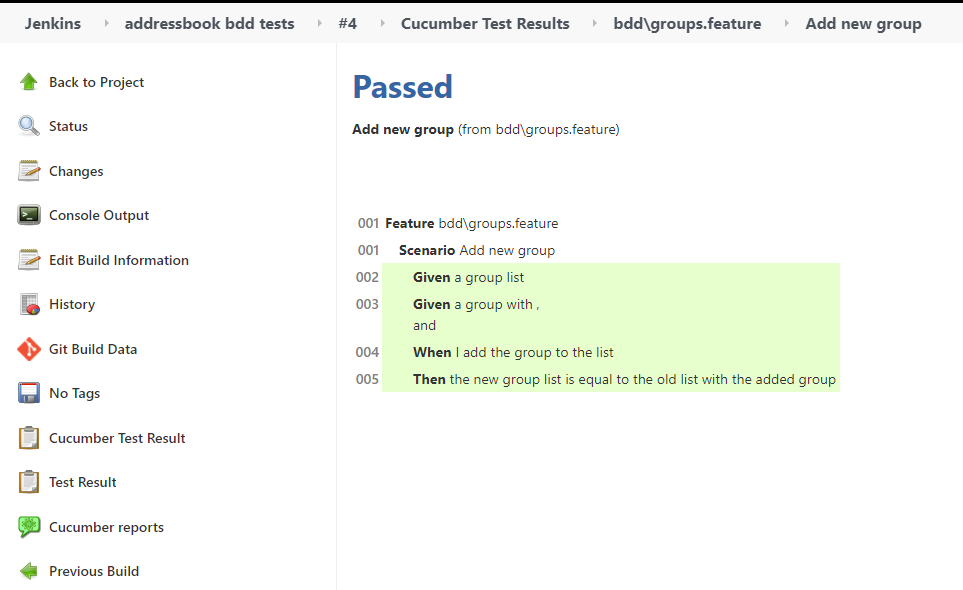 Jenkins addressbook bdd tests #4 Cucumber Test Results bdd\groups.feature Add new group
Back to Project
Status
Changes
Console Output
Edit Build Information
History
Git Build Data
No Tags
Cucumber Test Result
Test Result
Cucumber reports
Previous Build
Passed
Add new group (from bdd\groups.feature)
001 Feature bdd\groups.feature
001 Scenario Add new group
002 Given a group list
003 Given a group with ,
and
004 When I add the group to the list
005 Then the new group list is equal to the old list with the added group